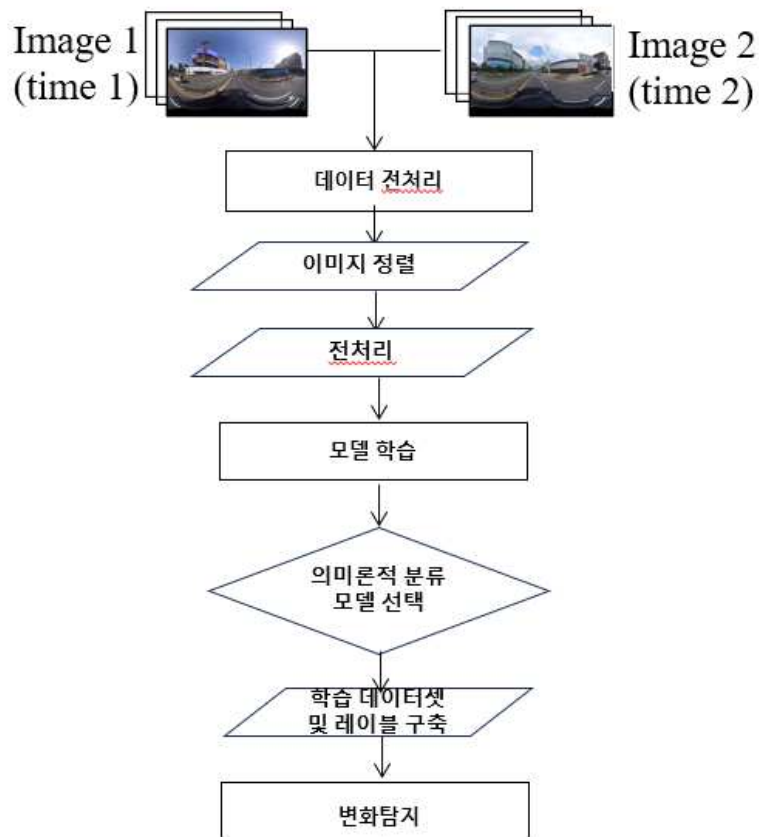 Image 1
(time 1)
Image 2
(time 2)
데이터 젼처리
이미지 정렬
전처리
모델 학습
의미론적 분류
모델 선택
학습 데이터셋
및 레이블 구축
변화탐지